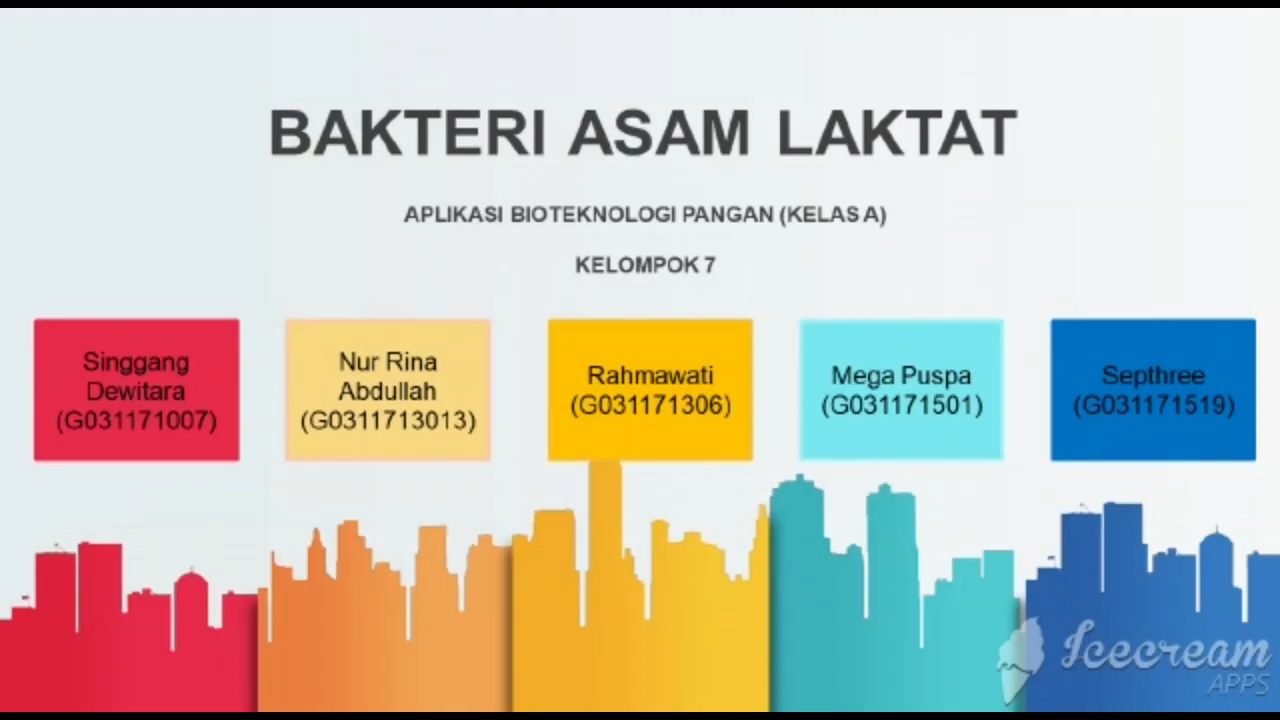 BAKTERI ASAM LAKTAT
APLIKASI BIOTEKNOLOGI PANGAN (KELAS A)
KELOMPOK 7
Singgang
Dewitara
(G031171007)
Nur Rina
Abdullah
(G0311713013)
Rahmawati
(G031171306)
Mega Puspa
(G031171501)
Septhree
(G031171519)
Icecream
APPS